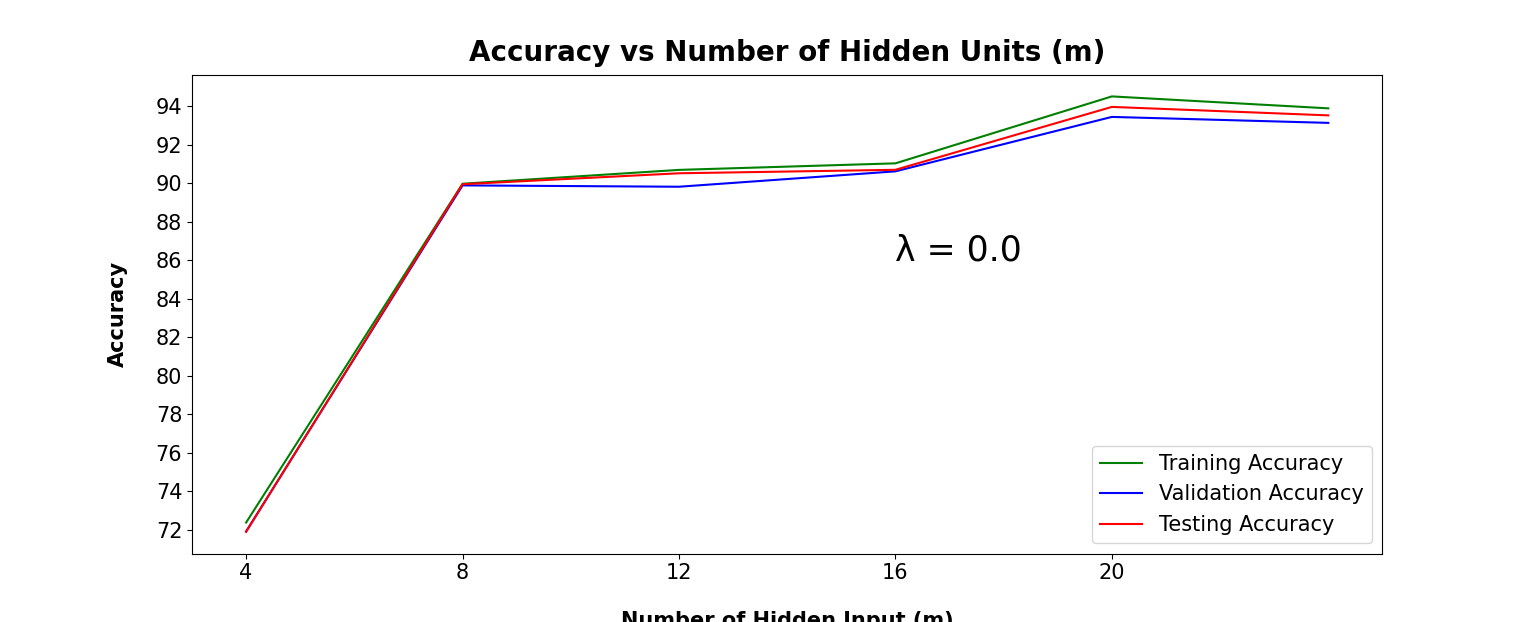 Accuracy vs Number of Hidden Units (m)
94
92
90
88
86
84
82
80
78
76
74
72
Accuracy
λ = 0.0
Training Accuracy
Validation Accuracy
Testing Accuracy
4 8 12 16 20
Number of Hidden Input (m)